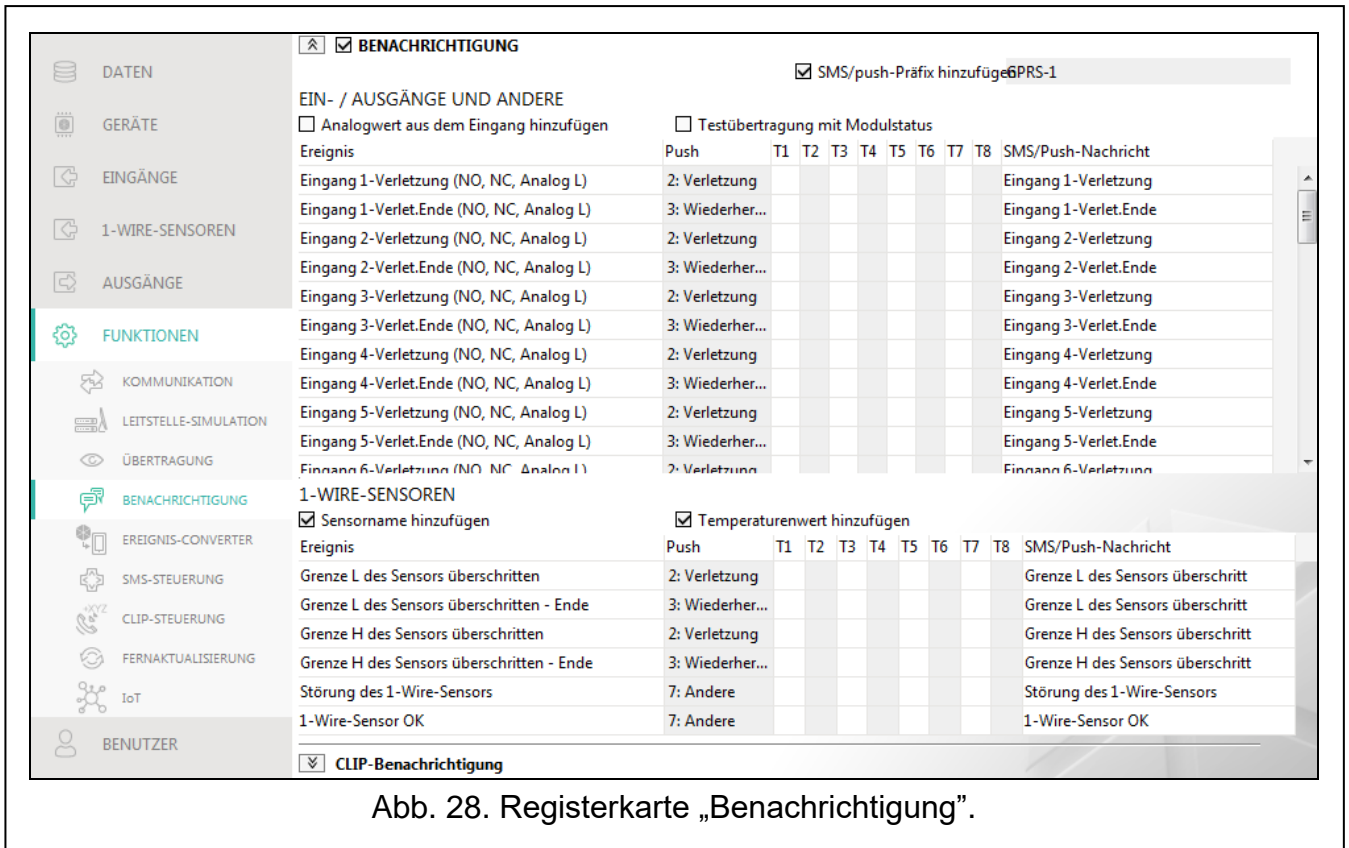 DATEN
GERÄTE
EINGÄNGE
1-WIRE-SENSOREN
AUSGÄNGE
FUNKTIONEN
KOMMUNIKATION
LEITSTELLE-SIMULATION
ÜBERTRAGUNG
BENACHRICHTIGUNG
EREIGNIS-CONVERTER
SMS-STEUERUNG
+XYZ
CLIP-STEUERUNG
FERNAKTUALISIERUNG
IoT
BENUTZER
BENACHRICHTIGUNG
SMS/push-Präfix hinzufügen GPRS-1
EIN- / AUSGÄNGE UND ANDERE
Analogwert aus dem Eingang hinzufügen Testübertragung mit Modulstatus
Ereignis Push T1 T2 T3 T4 T5 T6 T7 T8 SMS/Push-Nachricht
Eingang 1-Verletzung (NO, NC, Analog L) 2: Verletzung Eingang 1-Verletzung
Eingang 1-Verlet.Ende (NO, NC, Analog L) 3: Wiederher... Eingang 1-Verlet.Ende
Eingang 2-Verletzung (NO, NC, Analog L) 2: Verletzung Eingang 2-Verletzung
Eingang 2-Verlet.Ende (NO, NC, Analog L) 3: Wiederher... Eingang 2-Verlet.Ende
Eingang 3-Verletzung (NO, NC, Analog L) 2: Verletzung Eingang 3-Verletzung
Eingang 3-Verlet.Ende (NO, NC, Analog L) 3: Wiederher... Eingang 3-Verlet.Ende
Eingang 4-Verletzung (NO, NC, Analog L) 2: Verletzung Eingang 4-Verletzung
Eingang 4-Verlet.Ende (NO, NC, Analog L) 3: Wiederher... Eingang 4-Verlet.Ende
Eingang 5-Verletzung (NO, NC, Analog L) 2: Verletzung Eingang 5-Verletzung
Eingang 5-Verlet.Ende (NO, NC, Analog L) 3: Wiederher... Eingang 5-Verlet.Ende
Eingang 6-Verletzung (NO, NC, Analog L) 2: Verletzung Eingang 6-Verletzung
1-WIRE-SENSOREN
Sensorname hinzufügen Temperaturenwert hinzufügen
Ereignis Push T1 T2 T3 T4 T5 T6 T7 T8 SMS/Push-Nachricht
Grenze L des Sensors überschritten 2: Verletzung Grenze L des Sensors überschritt
Grenze L des Sensors überschritten - Ende 3: Wiederher... Grenze L des Sensors überschritt
Grenze H des Sensors überschritten 2: Verletzung Grenze H des Sensors überschritt
Grenze H des Sensors überschritten - Ende 3: Wiederher... Grenze H des Sensors überschritt
Störung des 1-Wire-Sensors 7: Andere Störung des 1-Wire-Sensors
1-Wire-Sensor OK 7: Andere 1-Wire-Sensor OK
CLIP-Benachrichtigung
Abb. 28. Registerkarte „Benachrichtigung”.